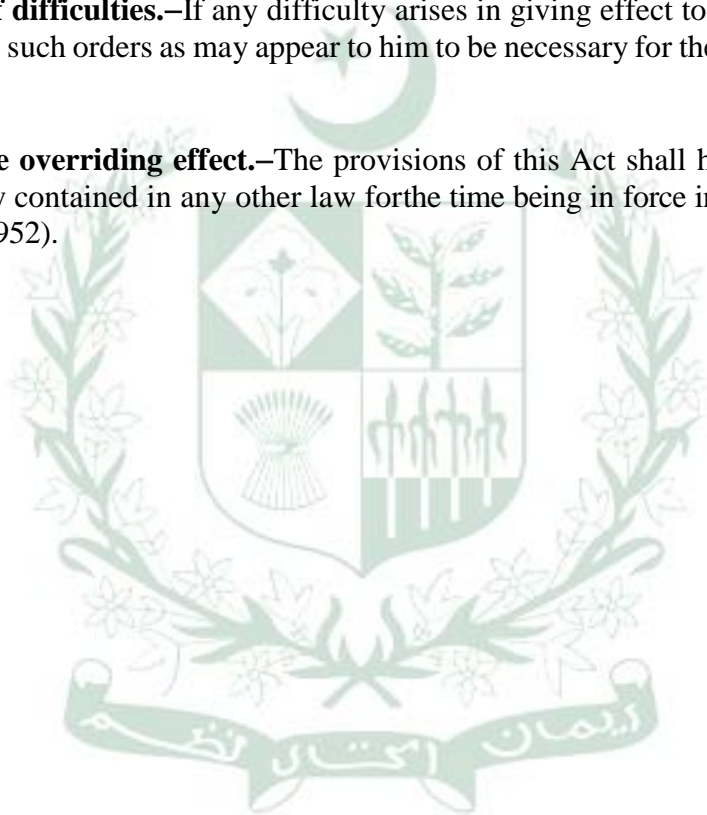 f difficulties.–If any difficulty arises in giving effect to
such orders as may appear to him to be necessary for the
e overriding effect.–The provisions of this Act shall h
y contained in any other law forthe time being in force in
952).
ایمان اتحاد نظم